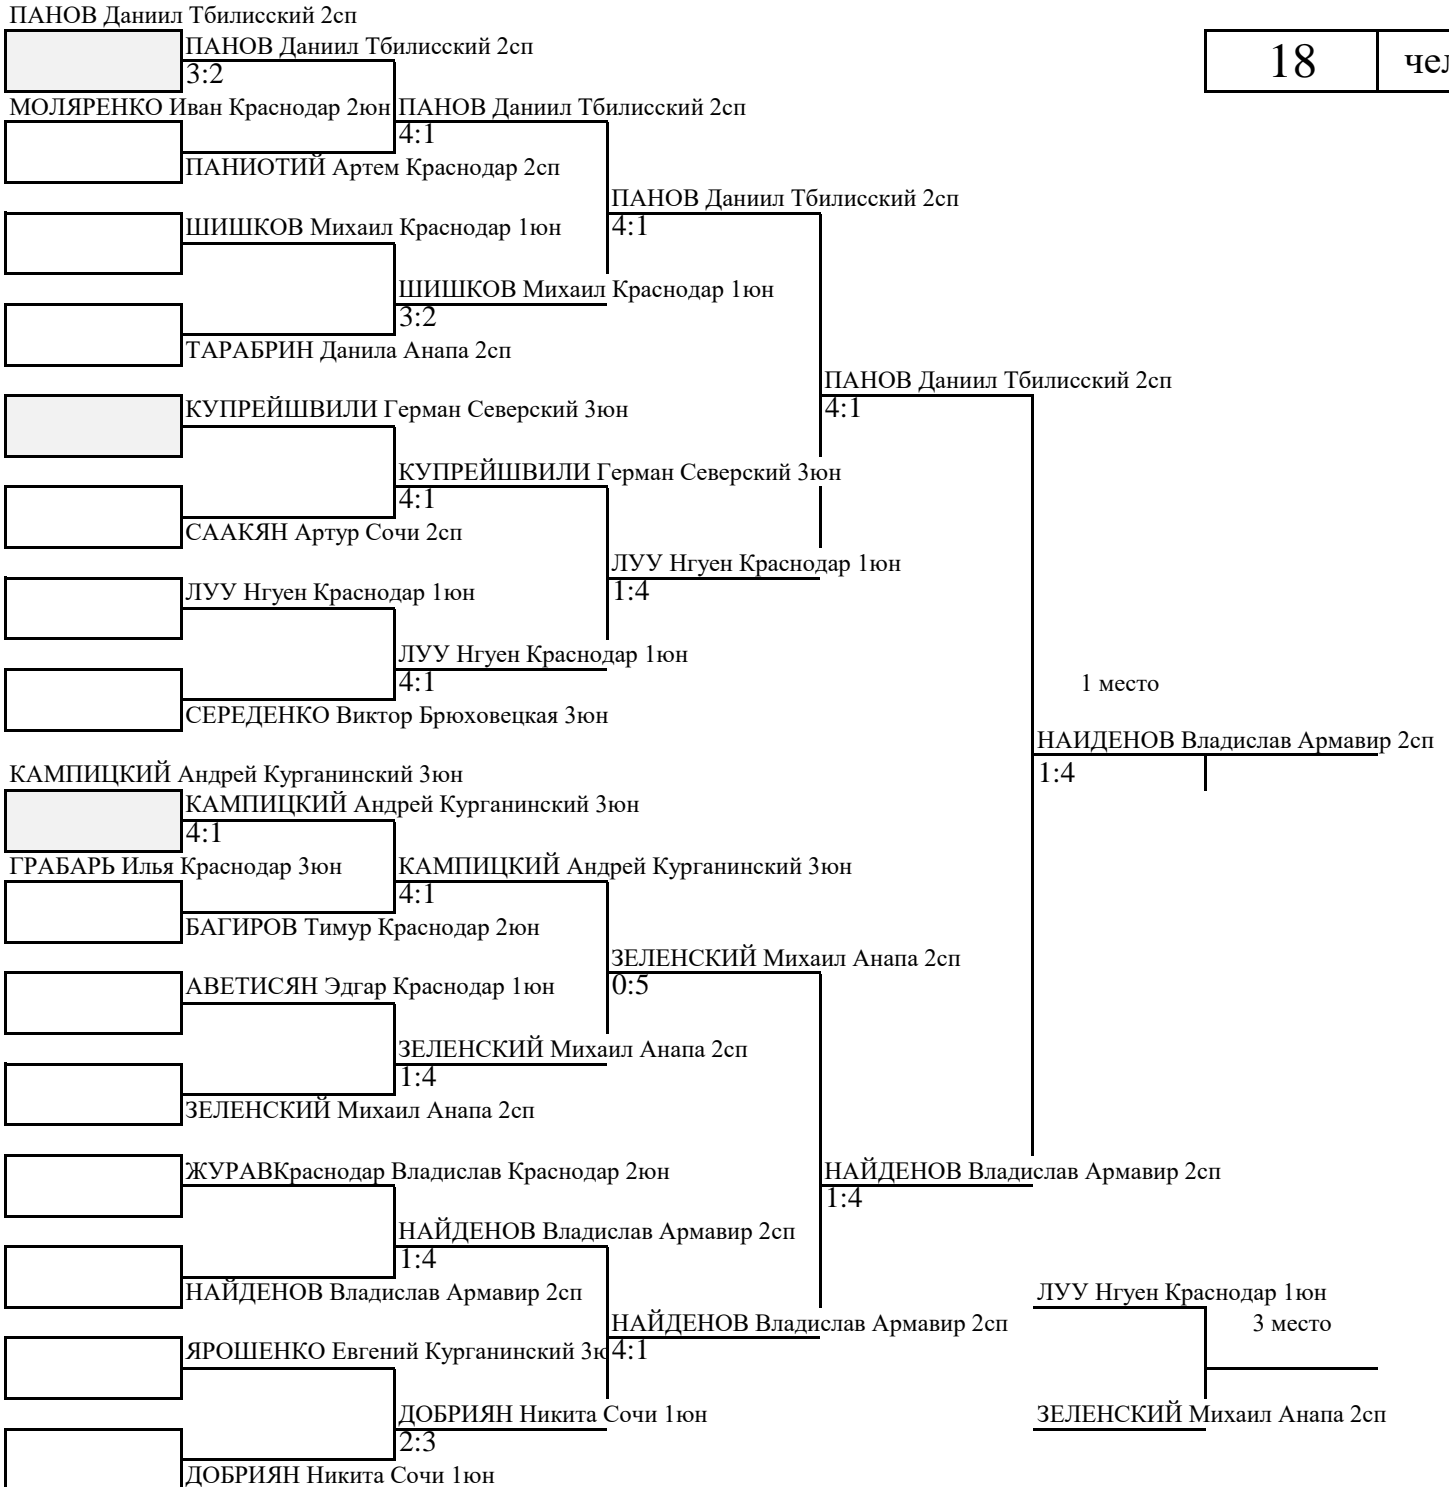 ПАНОВ Даниил Тбилисский 2сп
ПАНОВ Даниил Тбилисский 2сп
18
чел
3:2
МОЛЯРЕНКО Иван Краснодар 2юн
ПАНОВ Даниил Тбилисский 2сп
4:1
ПАНИОТИЙ Артем Краснодар 2сп
ПАНОВ Даниил Тбилисский 2сп
4:1
ШИШКОВ Михаил Краснодар 1юн
ШИШКОВ Михаил Краснодар 1юн
3:2
ТАРАБРИН Данила Анапа 2сп
ПАНОВ Даниил Тбилисский 2сп
4:1
КУПРЕЙШВИЛИ Герман Северский 3юн
КУПРЕЙШВИЛИ Герман Северский 3юн
4:1
СААКЯН Артур Сочи 2сп
ЛУУ Нгуен Краснодар 1юн
1:4
ЛУУ Нгуен Краснодар 1юн
ЛУУ Нгуен Краснодар 1юн
4:1
1 место
СЕРЕДЕНКО Виктор Брюховецкая 3юн
НАЙДЕНОВ Владислав Армавир 2сп
1:4
КАМПИЦКИЙ Андрей Курганинский 3юн
КАМПИЦКИЙ Андрей Курганинский 3юн
4:1
ГРАБАРЬ Илья Краснодар 3юн
КАМПИЦКИЙ Андрей Курганинский 3юн
4:1
БАГИРОВ Тимур Краснодар 2юн
ЗЕЛЕНСКИЙ Михаил Анапа 2сп
0:5
АВЕТИСЯН Эдгар Краснодар 1юн
ЗЕЛЕНСКИЙ Михаил Анапа 2сп
1:4
ЗЕЛЕНСКИЙ Михаил Анапа 2сп
ЖУРАВКраснодар Владислав Краснодар 2юн
НАЙДЕНОВ Владислав Армавир 2сп
1:4
НАЙДЕНОВ Владислав Армавир 2сп
1:4
НАЙДЕНОВ Владислав Армавир 2сп
ЛУУ Нгуен Краснодар 1юн
НАЙДЕНОВ Владислав Армавир 2сп
3 место
4:1
ЯРОШЕНКО Евгений Курганинский 3ю
ДОБРИЯН Никита Сочи 1юн
ЗЕЛЕНСКИЙ Михаил Анапа 2сп
2:3
ДОБРИЯН Никита Сочи 1юн